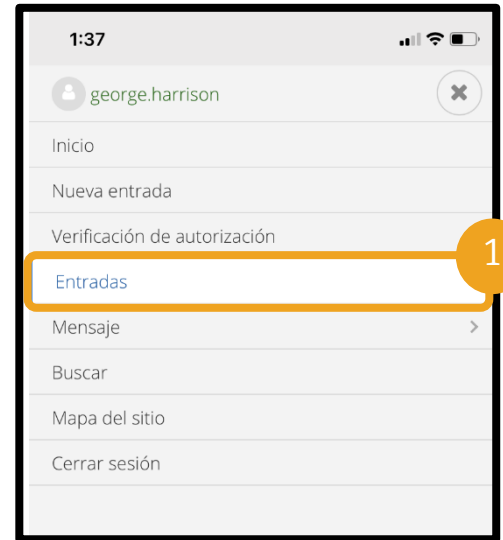 1:37
george.harrison
Inicio
Nueva entrada
Verificación de autorización
1
Entradas
Mensaje
Buscar
Mapa del sitio
Cerrar sesión